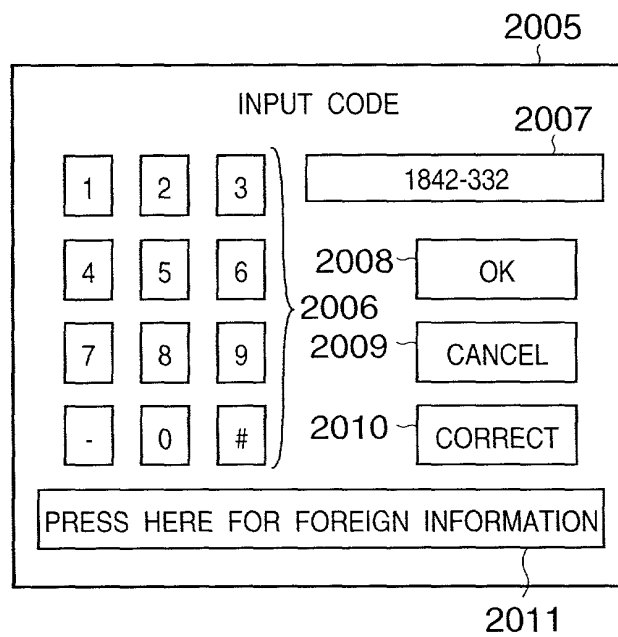 2005
INPUT CODE
2007
1842-332
1 2 3
2008 OK
4 5 6
2006
2009 CANCEL
7 8 9
2010 CORRECT
- 0 #
PRESS HERE FOR FOREIGN INFORMATION
2011